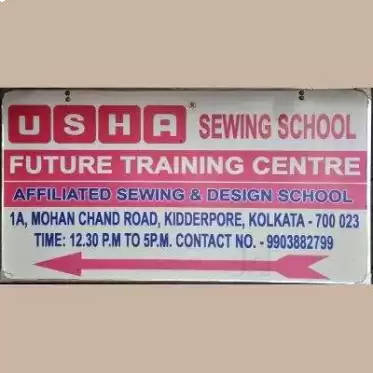 USHA® SEWING SCHOOL
FUTURE TRAINING CENTRE
AFFILIATED SEWING & DESIGN SCHOOL
1A, MOHAN CHAND ROAD, KIDDERPORE, KOLKATA - 700 023
TIME: 12.30 P.M TO 5P.M. CONTACT NO. - 9903882799